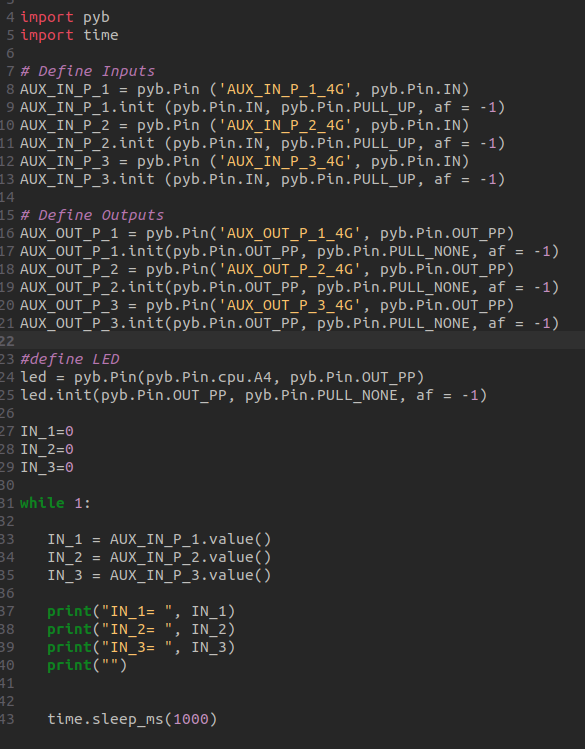 4 import pyb
5 import time
6
7 # Define Inputs
8 AUX_IN_P_1 = pyb.Pin ('AUX_IN_P_1_4G', pyb.Pin.IN)
9 AUX_IN_P_1.init (pyb.Pin.IN, pyb.Pin.PULL_UP, af = -1)
10 AUX_IN_P_2 = pyb.Pin ('AUX_IN_P_2_4G', pyb.Pin.IN)
11 AUX_IN_P_2.init (pyb.Pin.IN, pyb.Pin.PULL_UP, af = -1)
12 AUX_IN_P_3 = pyb.Pin ('AUX_IN_P_3_4G', pyb.Pin.IN)
13 AUX_IN_P_3.init (pyb.Pin.IN, pyb.Pin.PULL_UP, af = -1)
14
15 # Define Outputs
16 AUX_OUT_P_1 = pyb.Pin('AUX_OUT_P_1_4G', pyb.Pin.OUT_PP)
17 AUX_OUT_P_1.init(pyb.Pin.OUT_PP, pyb.Pin.PULL_NONE, af = -1)
18 AUX_OUT_P_2 = pyb.Pin('AUX_OUT_P_2_4G', pyb.Pin.OUT_PP)
19 AUX_OUT_P_2.init(pyb.Pin.OUT_PP, pyb.Pin.PULL_NONE, af = -1)
20 AUX_OUT_P_3 = pyb.Pin('AUX_OUT_P_3_4G', pyb.Pin.OUT_PP)
21 AUX_OUT_P_3.init(pyb.Pin.OUT_PP, pyb.Pin.PULL_NONE, af = -1)
22
23 #define LED
24 led = pyb.Pin(pyb.Pin.cpu.A4, pyb.Pin.OUT_PP)
25 led.init(pyb.Pin.OUT_PP, pyb.Pin.PULL_NONE, af = -1)
26
27 IN_1=0
28 IN_2=0
29 IN_3=0
30
31 while 1:
32
33    IN_1 = AUX_IN_P_1.value()
34    IN_2 = AUX_IN_P_2.value()
35    IN_3 = AUX_IN_P_3.value()
36
37    print("IN_1= ", IN_1)
38    print("IN_2= ", IN_2)
39    print("IN_3= ", IN_3)
40    print("")
41
42
43    time.sleep_ms(1000)